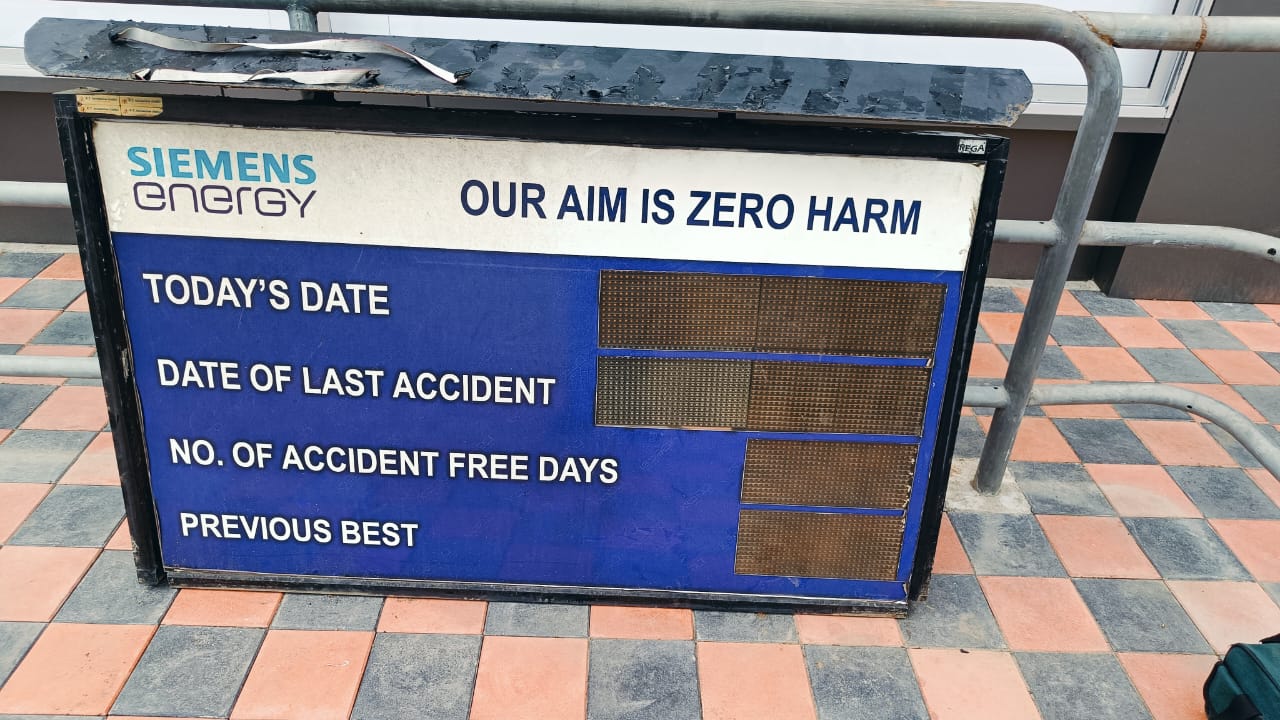 SIEMENS
energy
OUR AIM IS ZERO HARM
REGA
TODAY'S DATE
DATE OF LAST ACCIDENT
NO. OF ACCIDENT FREE DAYS
PREVIOUS BEST